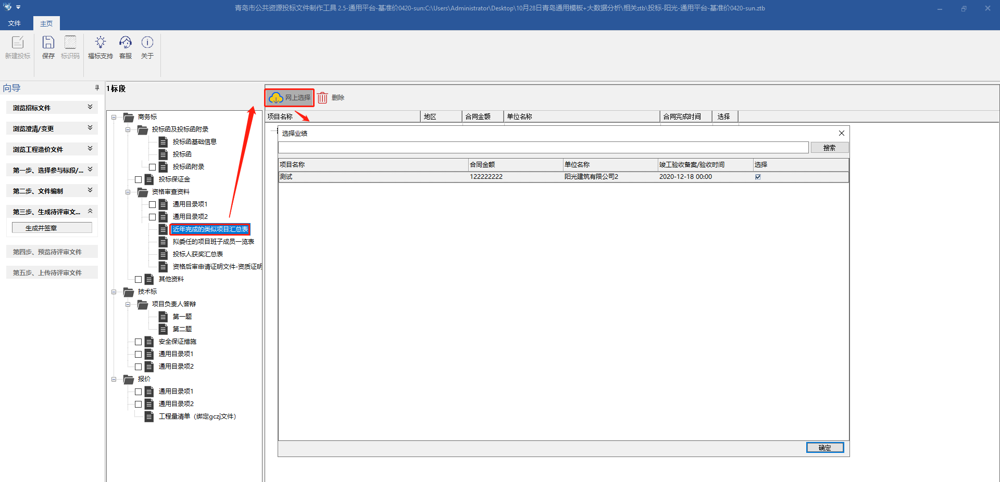 青岛市公共资源投标文件制作工具 2.5-通用平台-基准价0420-sun:C:\Users\Administrator\Desktop\10月28日青岛通用模板+大数据分析\相关ztb\投标-阳光-通用平台-基准价0420-sun.ztb
文件 主页
新建投标 保存 标识码 福标支持 客服 关于
向导
浏览招标文件
浏览澄清/变更
浏览工程造价文件
第一步、选择参与标段/...
第二步、文件编制
第三步、生成待评审文...
生成并签章
第四步、预览待评审文件
第五步、上传待评审文件
1标段
商务标
投标函及投标函附录
投标函基础信息
投标函
投标函附录
投标保证金
资格审查资料
通用目录项1
通用目录项2
近年完成的类似项目汇总表
拟委任的项目班子成员一览表
投标人获奖汇总表
资格后审申请证明文件-资质证明
其他资料
技术标
项目负责人答辩
第一题
第二题
安全保证措施
通用目录项1
通用目录项2
报价
通用目录项1
通用目录项2
工程量清单（绑定gczj文件）
网上选择 删除
项目名称 地区 合同金额 单位名称 合同完成时间 选择
选择业绩
搜索
项目名称 合同金额 单位名称 竣工验收备案/验收时间 选择
测试 122222222 阳光建筑有限公司2 2020-12-18 00:00
确定